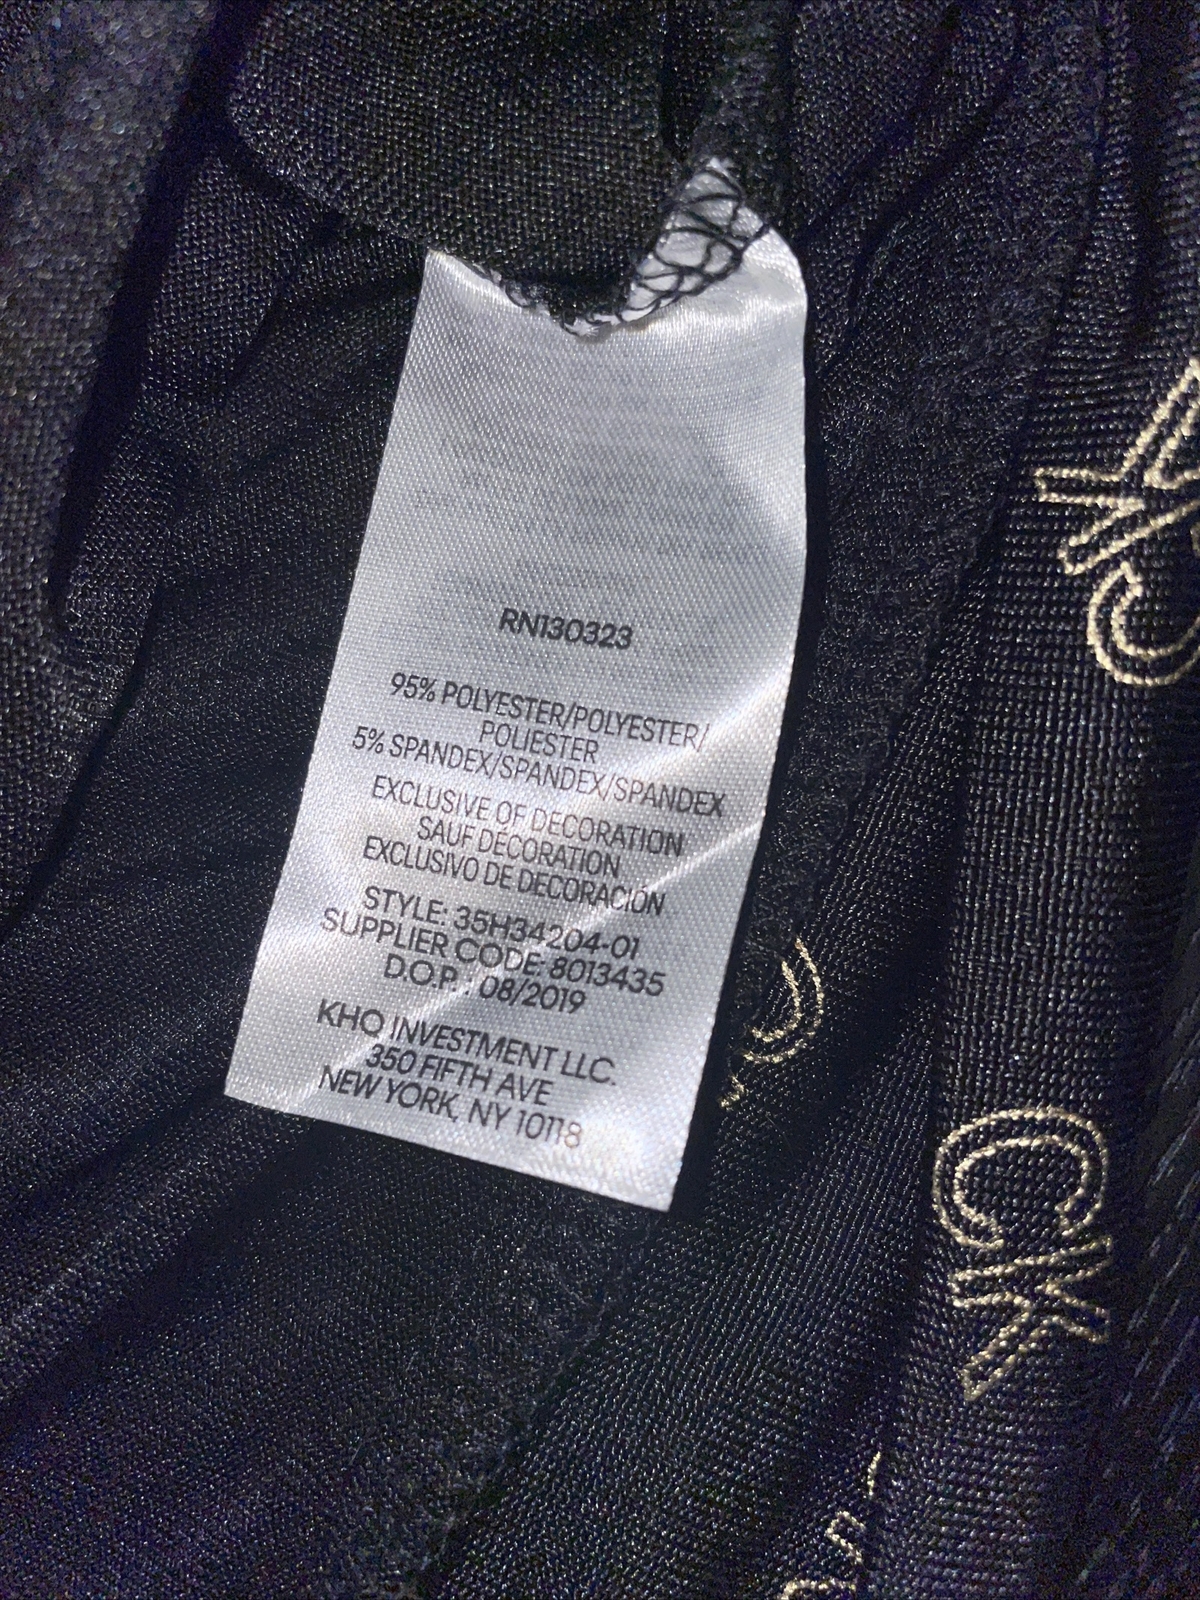 RN130323
95% POLYESTER/POLYESTER/
POLIESTER
5% SPANDEX/SPANDEX/SPANDEX
EXCLUSIVE OF DECORATION
SAUF DÉCORATION
EXCLUSIVO DE DECORACIÓN
STYLE: 35H34204-01
SUPPLIER CODE: 8013435
D.O.P. : 08/2019
KHQ INVESTMENT LLC.
350 FIFTH AVE
NEW YORK, NY 10118
CK